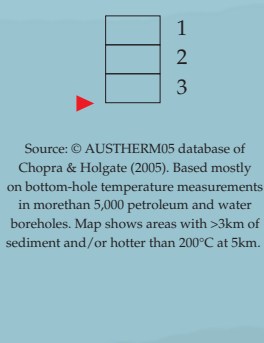 1
2
3
Source: © AUSTHERM05 database of
Chopra & Holgate (2005). Based mostly
on bottom-hole temperature measurements
in morethan 5,000 petroleum and water
boreholes. Map shows areas with >3km of
sediment and/or hotter than 200°C at 5km.